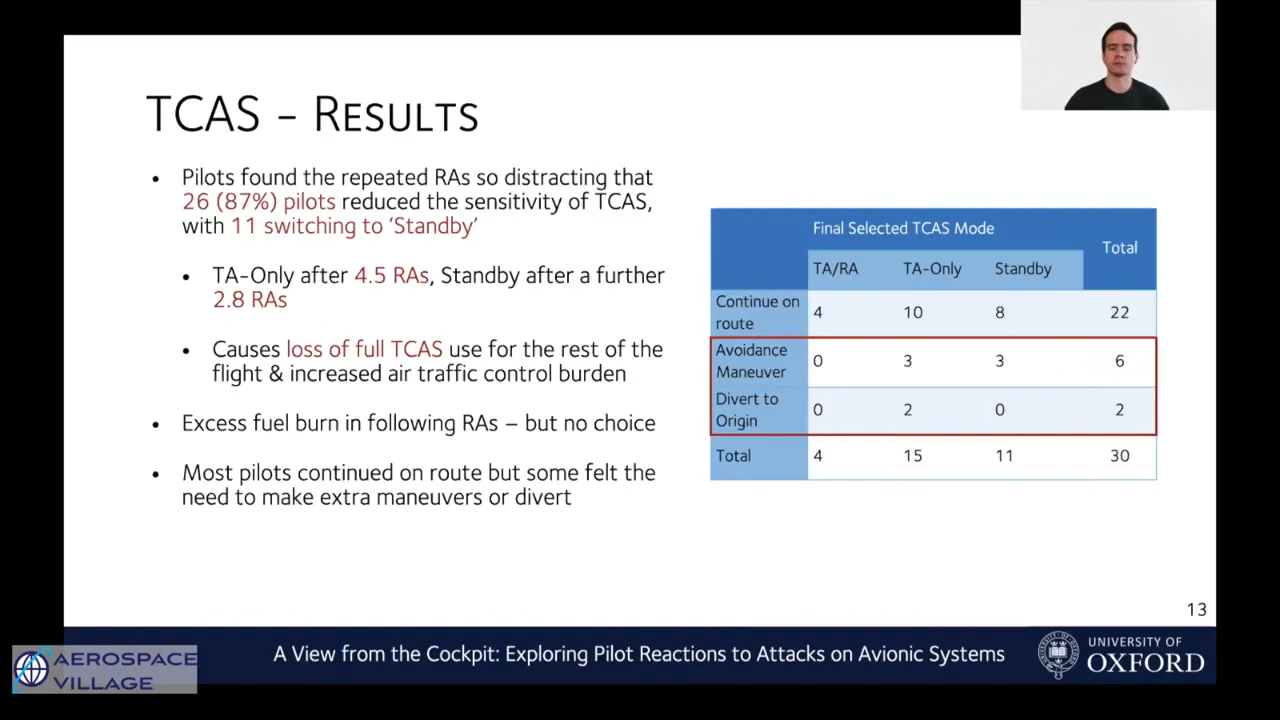 TCAS – Results
• Pilots found the repeated RAs so distracting that
26 (87%) pilots reduced the sensitivity of TCAS,
with 11 switching to ‘Standby’
• TA-Only after 4.5 RAs, Standby after a further
2.8 RAs
• Causes loss of full TCAS use for the rest of the
flight & increased air traffic control burden
• Excess fuel burn in following RAs – but no choice
• Most pilots continued on route but some felt the
need to make extra maneuvers or divert
Final Selected TCAS Mode
Total
TA/RA TA-Only Standby
Continue on
route
4 10 8 22
Avoidance
Maneuver
0 3 3 6
Divert to
Origin
0 2 0 2
Total 4 15 11 30
13
A View from the Cockpit: Exploring Pilot Reactions to Attacks on Avionic Systems
UNIVERSITY OF
OXFORD
AEROSPACE
VILLAGE